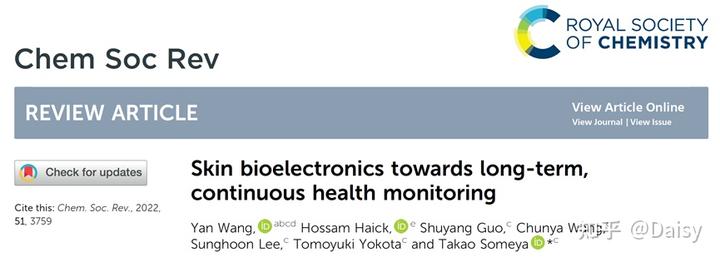 ROYAL SOCIETY
OF CHEMISTRY
Chem Soc Rev
REVIEW ARTICLE
View Article Online
View Journal | View Issue
Check for updates
Cite this: Chem. Soc. Rev., 2022,
51, 3759
Skin bioelectronics towards long-term,
continuous health monitoring
Yan Wang, abcd Hossam Haick, e Shuyang Guo,c Chunya Wang,
Sunghoon Lee,c Tomoyuki Yokotac and Takao Someya *c
知乎 @Daisy